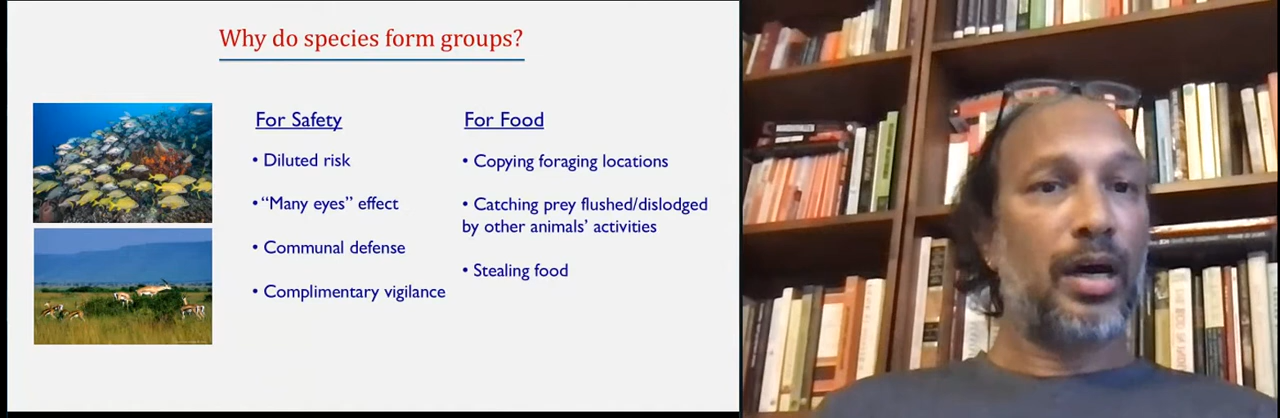 Why do species form groups?
For Safety
• Diluted risk
• “Many eyes” effect
• Communal defense
• Complimentary vigilance
For Food
• Copying foraging locations
• Catching prey flushed/dislodged
by other animals’ activities
• Stealing food